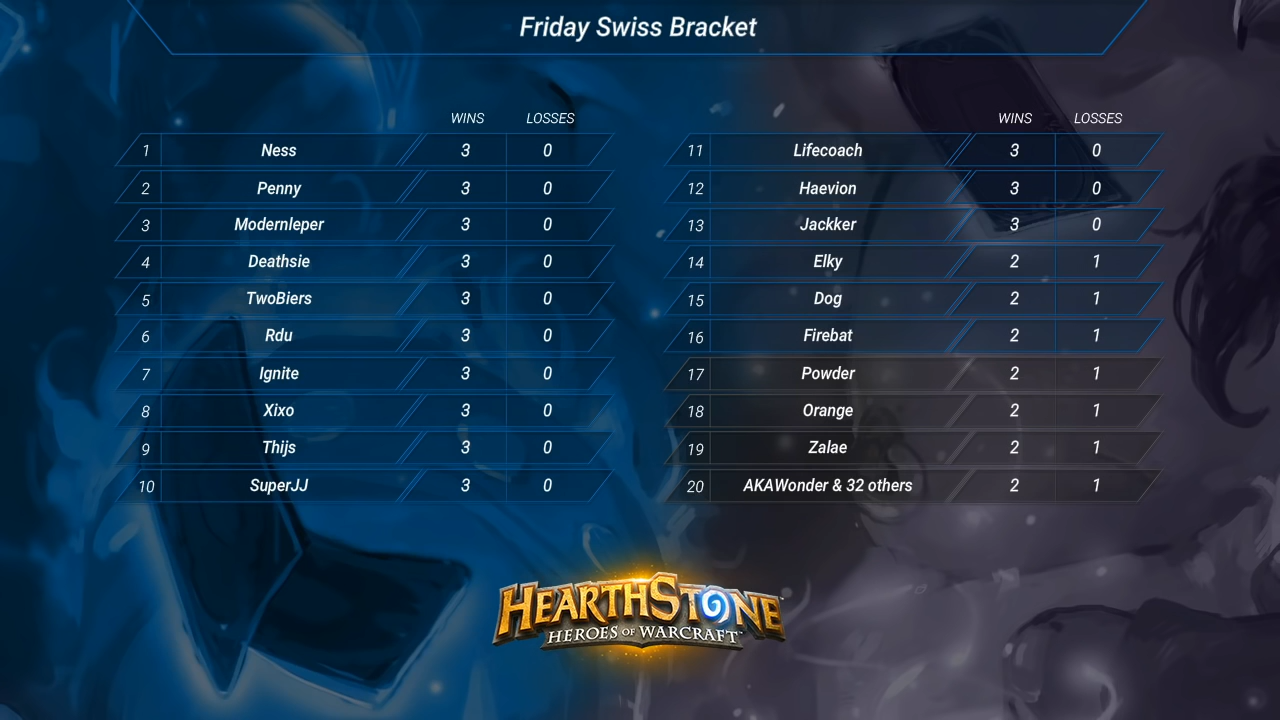 Friday Swiss Bracket
WINS LOSSES
1 Ness 3 0
2 Penny 3 0
3 Modernleper 3 0
4 Deathsie 3 0
5 TwoBiers 3 0
6 Rdu 3 0
7 Ignite 3 0
8 Xixo 3 0
9 Thijs 3 0
10 SuperJJ 3 0
WINS LOSSES
11 Lifecoach 3 0
12 Haevion 3 0
13 Jackker 3 0
14 Elky 2 1
15 Dog 2 1
16 Firebat 2 1
17 Powder 2 1
18 Orange 2 1
19 Zalae 2 1
20 AKAWonder & 32 others 2 1
HEARTHSTONE
HEROES OF WARCRAFT